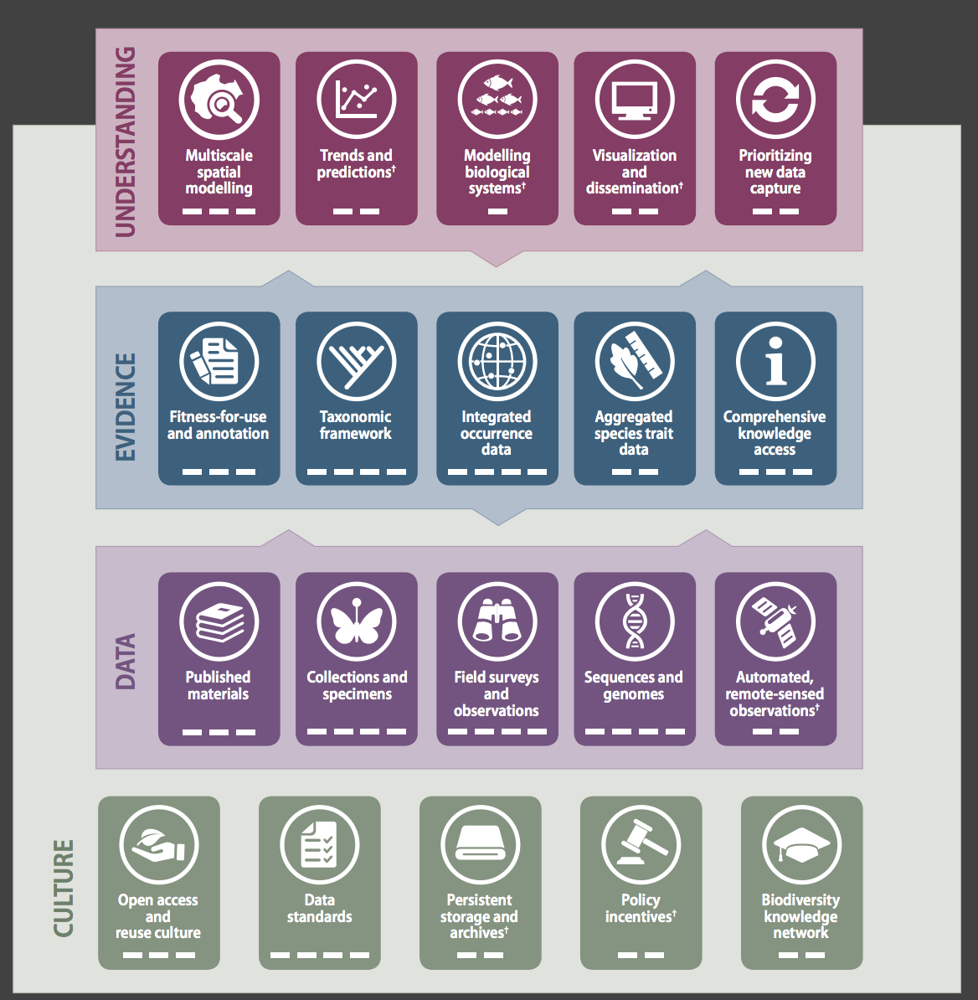 UNDERSTANDING
Multiscale
spatial
modelling
Trends and
predictions†
Modelling
biological
systems†
Visualization
and
dissemination†
Prioritizing
new data
capture
EVIDENCE
Fitness-for-use
and annotation
Taxonomic
framework
Integrated
occurrence
data
Aggregated
species trait
data
Comprehensive
knowledge
access
DATA
Published
materials
Collections and
specimens
Field surveys
and
observations
Sequences and
genomes
Automated,
remote-sensed
observations†
CULTURE
Open access
and
reuse culture
Data
standards
Persistent
storage and
archives†
Policy
incentives†
Biodiversity
knowledge
network